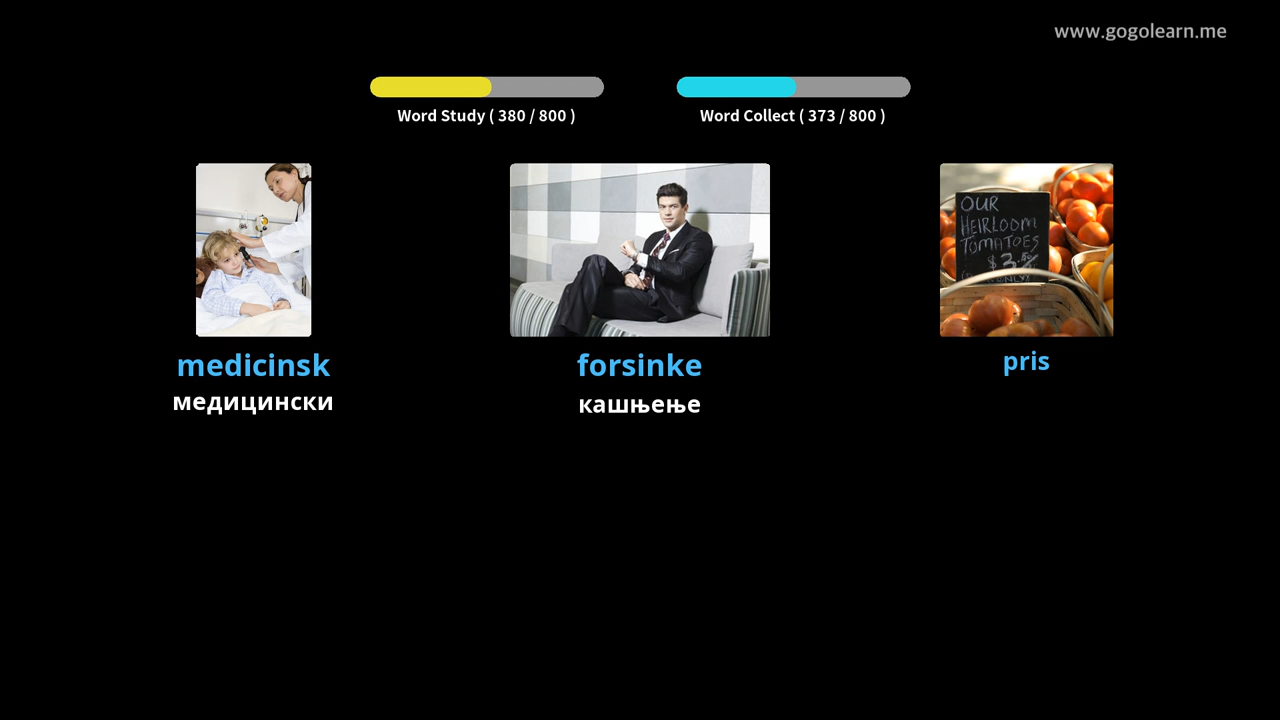 www.gogolearn.me
Word Study ( 380 / 800 )
Word Collect ( 373 / 800 )
OUR
HEIRLOOM
TOMATOES
medicinsk
forsinke
pris
медицински
кашњење